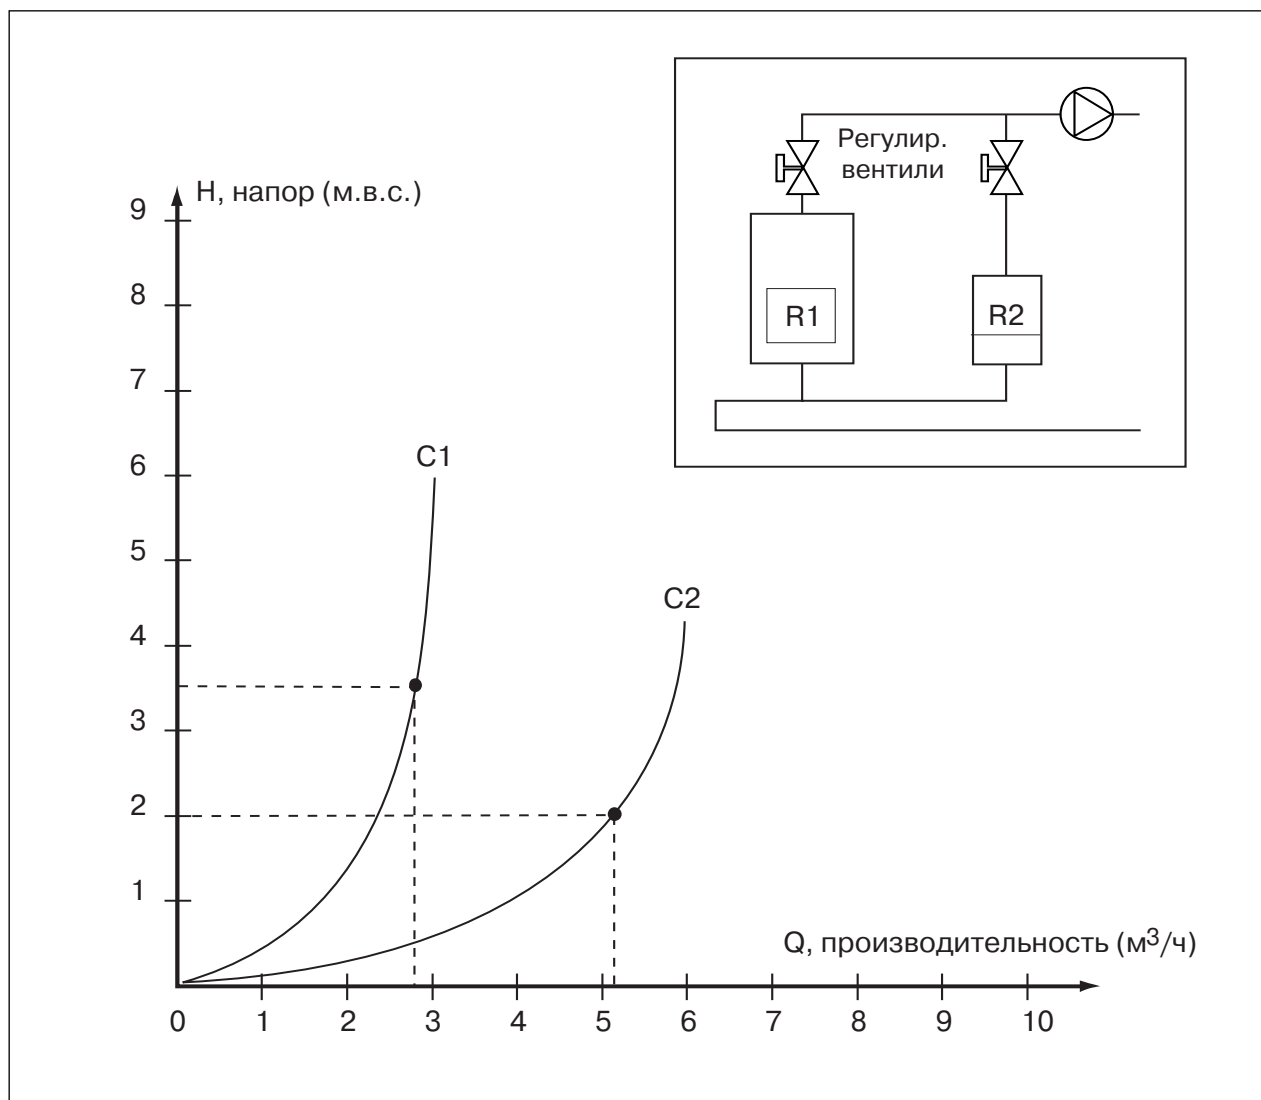 Регулир.
вентили
R1
R2
H, напор (м.в.с.)
9
8
7
6
5
4
3
2
1
C1
C2
Q, производительность (м³/ч)
0 1 2 3 4 5 6 7 8 9 10